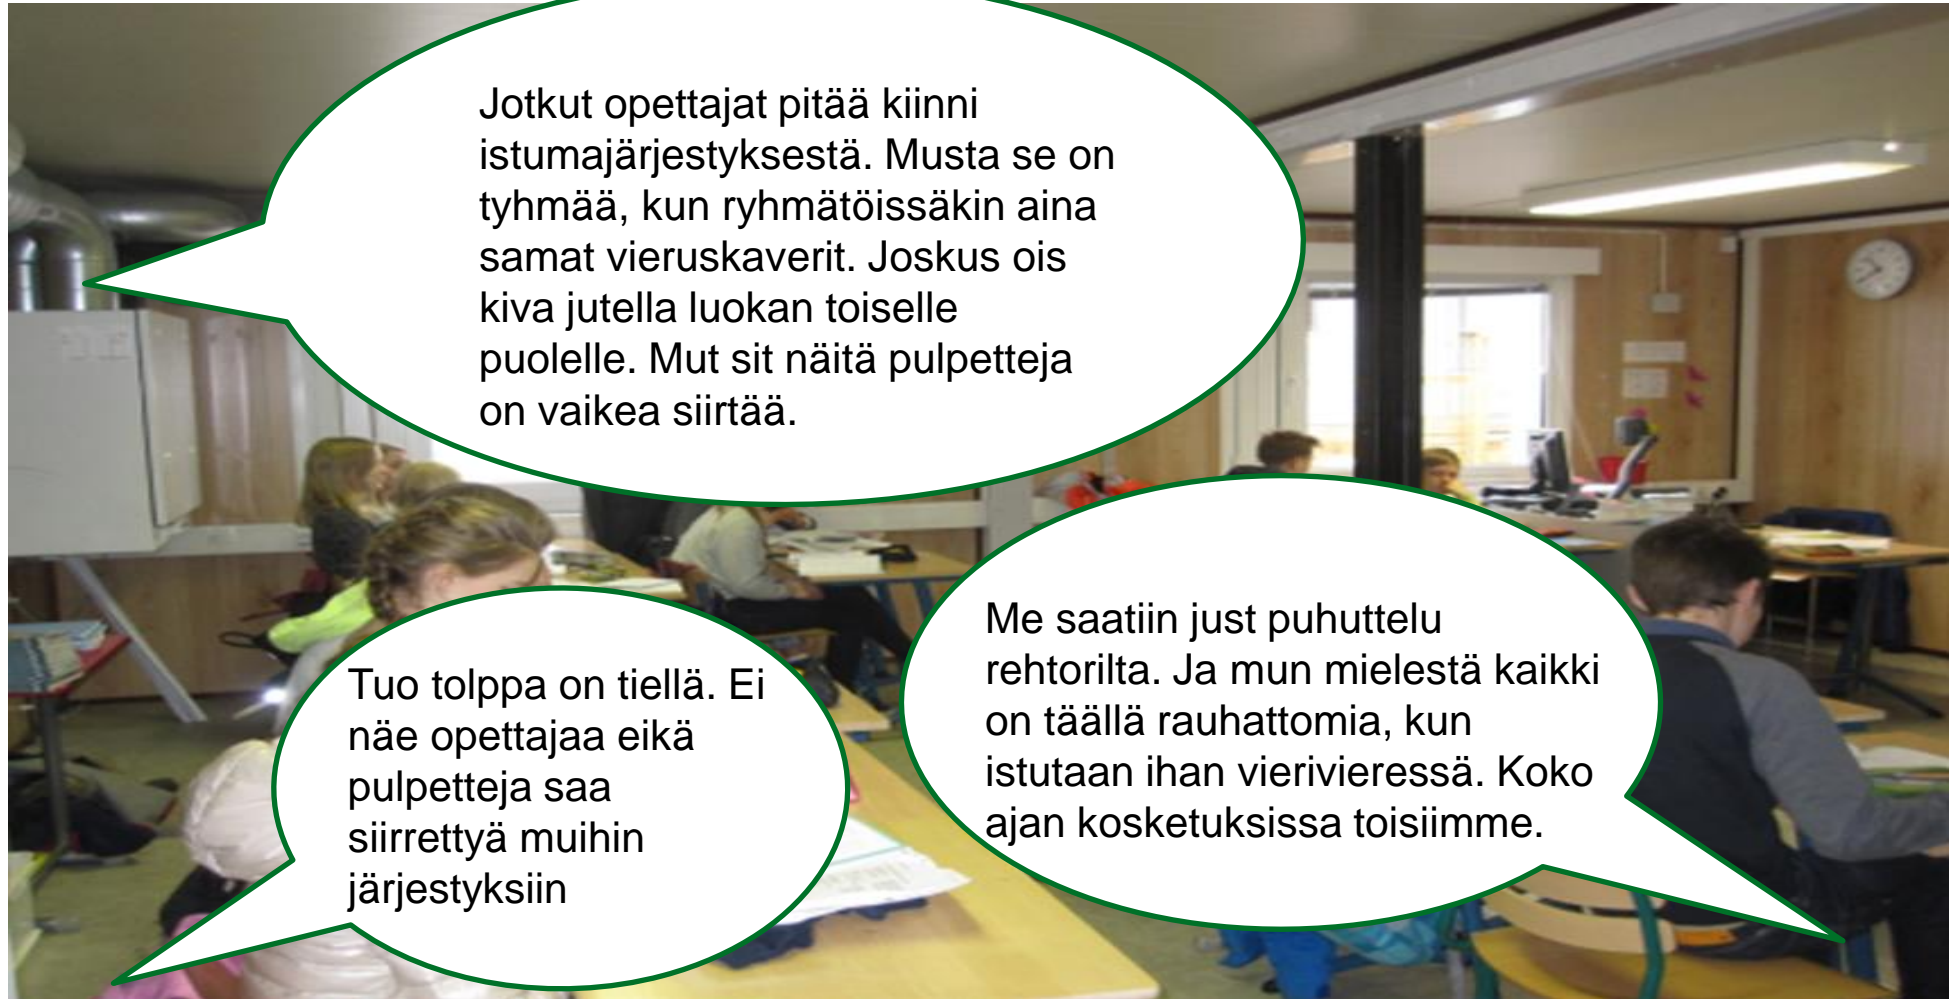 Jotkut opettajat pitää kiinni
istumajärjestyksestä. Musta se on
tyhmää, kun ryhmätöissäkin aina
samat vieruskaverit. Joskus ois
kiva jutella luokan toiselle
puolelle. Mut sit näitä pulpetteja
on vaikea siirtää.
Tuo tolppa on tiellä. Ei
näe opettajaa eikä
pulpetteja saa
siirrettyä muihin
järjestyksiin
Me saatiin just puhuttelu
rehtorilta. Ja mun mielestä kaikki
on täällä rauhattomia, kun
istutaan ihan vierivieressä. Koko
ajan kosketuksissa toisiimme.